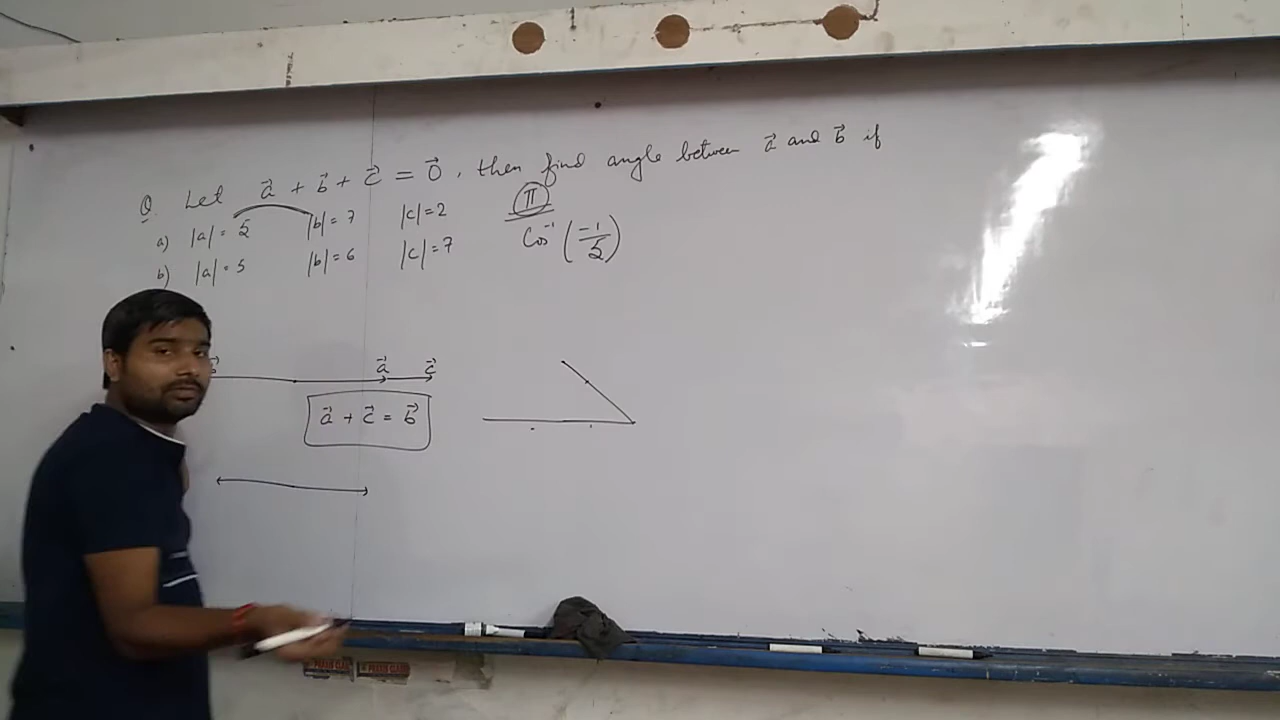 Q. Let a⃗ + b⃗ + c⃗ = 0⃗, then find angle between a⃗ and b⃗ if
a) |a| = 5 |b| = 7 |c| = 2 π
b) |a| = 5 |b| = 6 |c| = 7 Cos⁻¹(-1/5)
a⃗ c⃗
a⃗ + c⃗ = b⃗